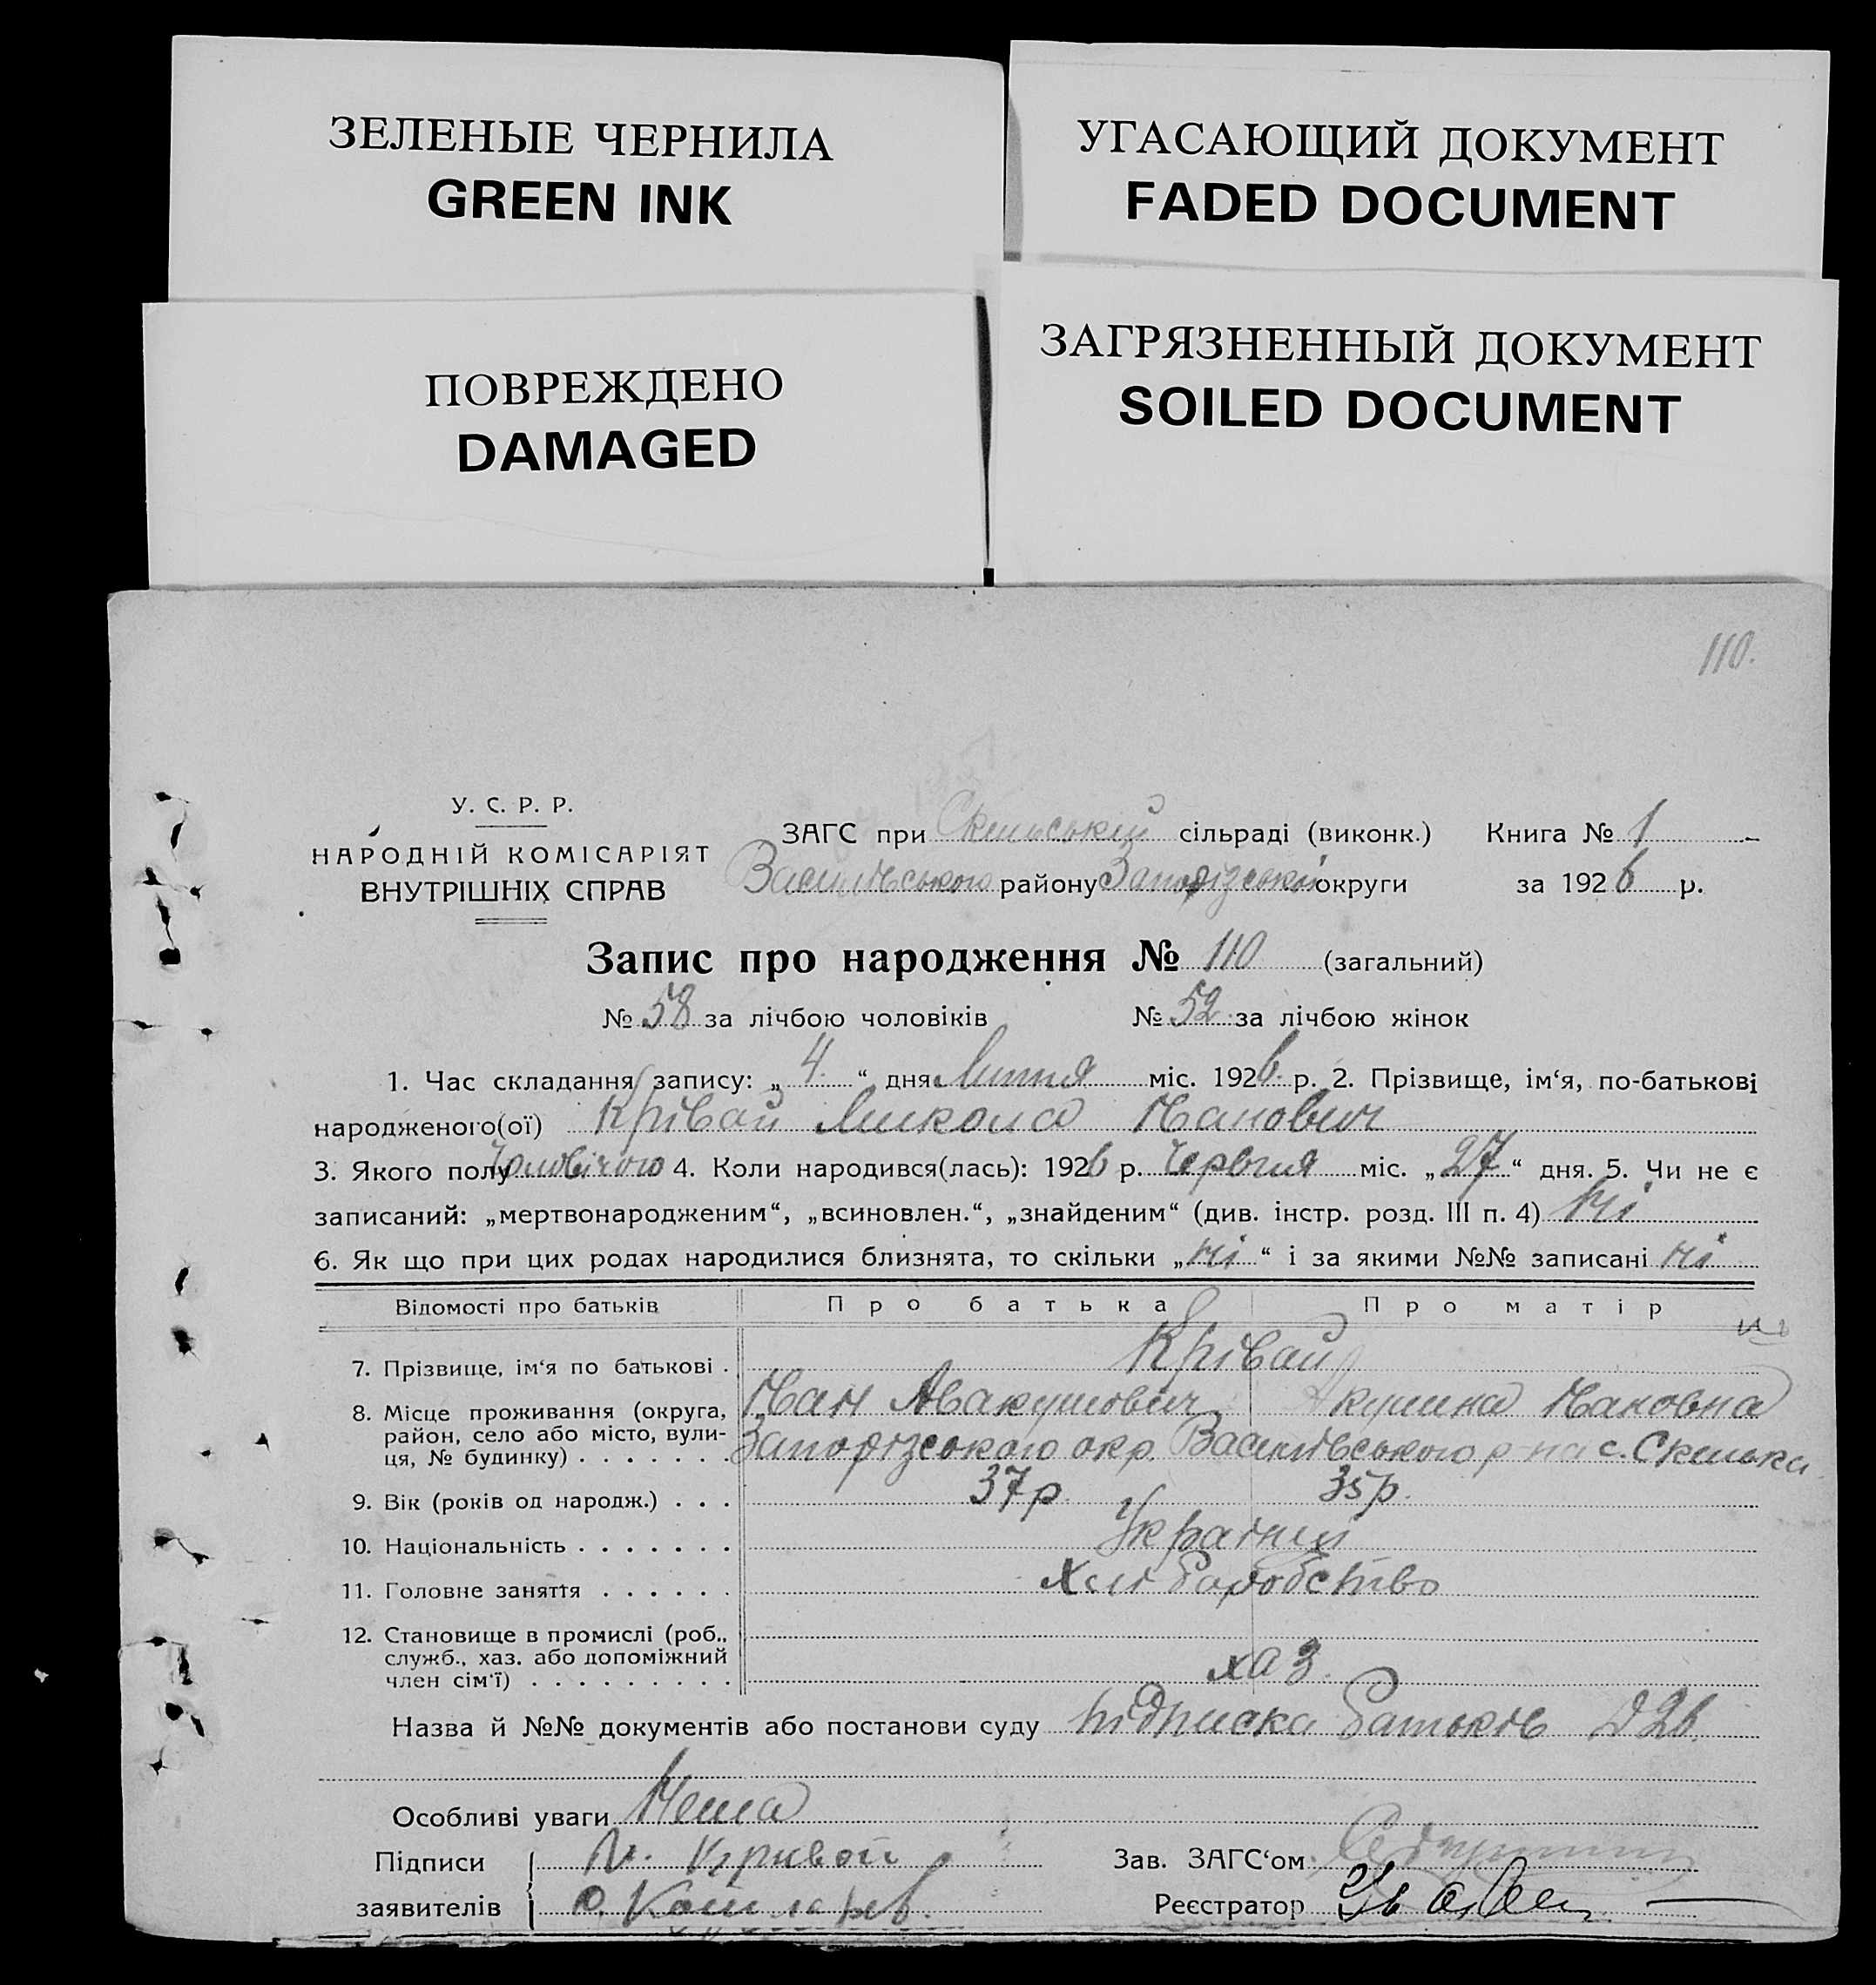 ЗЕЛЕНЫЕ ЧЕРНИЛА
GREEN INK
УГАСАЮЩИЙ ДОКУМЕНТ
FADED DOCUMENT
ПОВРЕЖДЕНО
DAMAGED
ЗАГРЯЗНЕННЫЙ ДОКУМЕНТ
SOILED DOCUMENT
110.
У. С. Р. Р.
НАРОДНІЙ КОМІСАРІЯТ
ВНУТРІШНІХ СПРАВ
ЗАГС при Скельській сільраді (виконк.) Книга № 1
Василівського району Запорізської округи за 1926 р.
Запис про народження № 110 (загальний)
№ 58 за лічбою чоловіків № 52 за лічбою жінок
1. Час складання запису: „ 4 “ дня Липня міс. 1926 р. 2. Прізвище, ім‘я, по-батькові
народженого(ої) Крівай Микола Іванович
3. Якого полу Чоловічого 4. Коли народився(лась): 1926 р. Червня міс. „ 27 “ дня. 5. Чи не є
записаний: „мертвонародженим“, „всиновлен.“, „знайденим“ (див. інстр. розд. III п. 4) ні
6. Як що при цих родах народилися близнята, то скільки „ ні “ і за якими №№ записані ні
Відомості про батьків Про батька Про матір
7. Прізвище, ім‘я по батькові . Крівай
Іван Авакумович Акулина Івановна
8. Місце проживання (округа, район, село або місто, вулиця, № будинку) . . . . . . . Запорізського окр. Василівського р-на с. Скельки
9. Вік (років од народж.) . . . 37 р. 35 р.
10. Національність . . . . . . . Українці
11. Головне заняття . . . . . . Хліборобство
12. Становище в промислі (роб., служб., хаз. або допоміжний член сім‘ї) . . . . . . . . . хаз.
Назва й №№ документів або постанови суду підписка батьків
Особливі уваги Нема
Підписи И. Кривой Зав. ЗАГС‘ом
заявителів Реєстратор